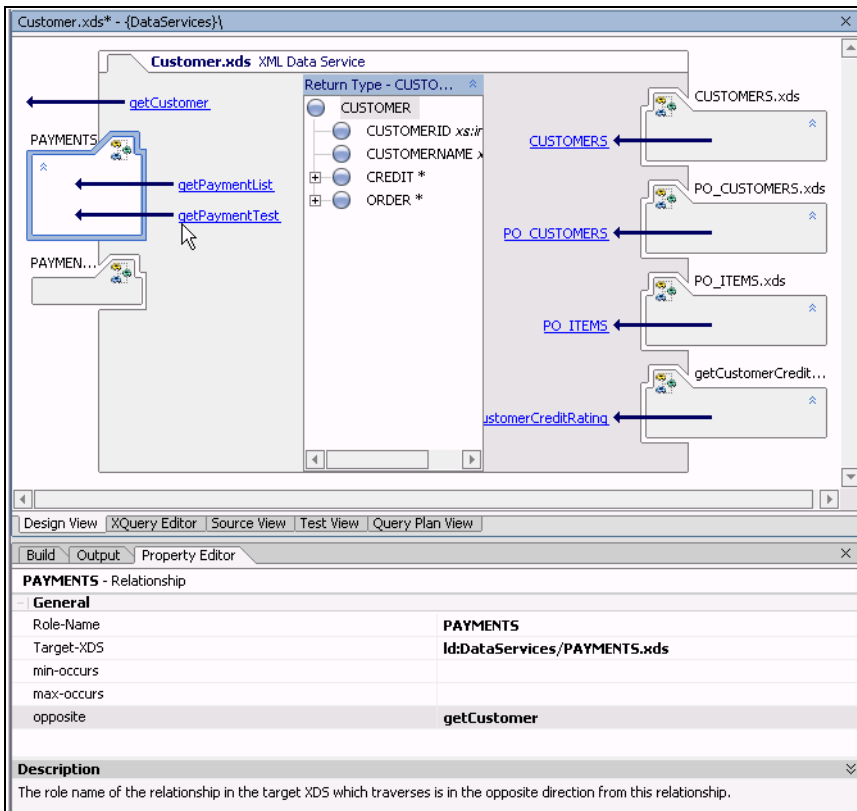 Customer.xds* - {DataServices}\
Customer.xds XML Data Service
getCustomer
PAYMENTS
getPaymentList
getPaymentTest
PAYMEN...
Return Type - CUSTO...
CUSTOMER
CUSTOMERID xs:ir
CUSTOMERNAME x
CREDIT *
ORDER *
CUSTOMERS.xds
CUSTOMERS
PO_CUSTOMERS.xds
PO_CUSTOMERS
PO_ITEMS.xds
PO_ITEMS
getCustomerCredit...
ustomerCreditRating
Design View XQuery Editor Source View Test View Query Plan View
Build Output Property Editor
PAYMENTS - Relationship
General
Role-Name PAYMENTS
Target-XDS ld:DataServices/PAYMENTS.xds
min-occurs
max-occurs
opposite getCustomer
Description
The role name of the relationship in the target XDS which traverses is in the opposite direction from this relationship.